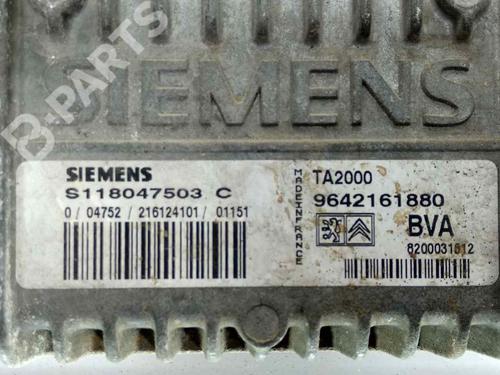 B-PARTS
SIEMENS
SIEMENS
S118047503 C
0 / 04752 / 216124101 / 01151
MADE IN FRANCE
TA2000
9642161880
BVA
8200031512